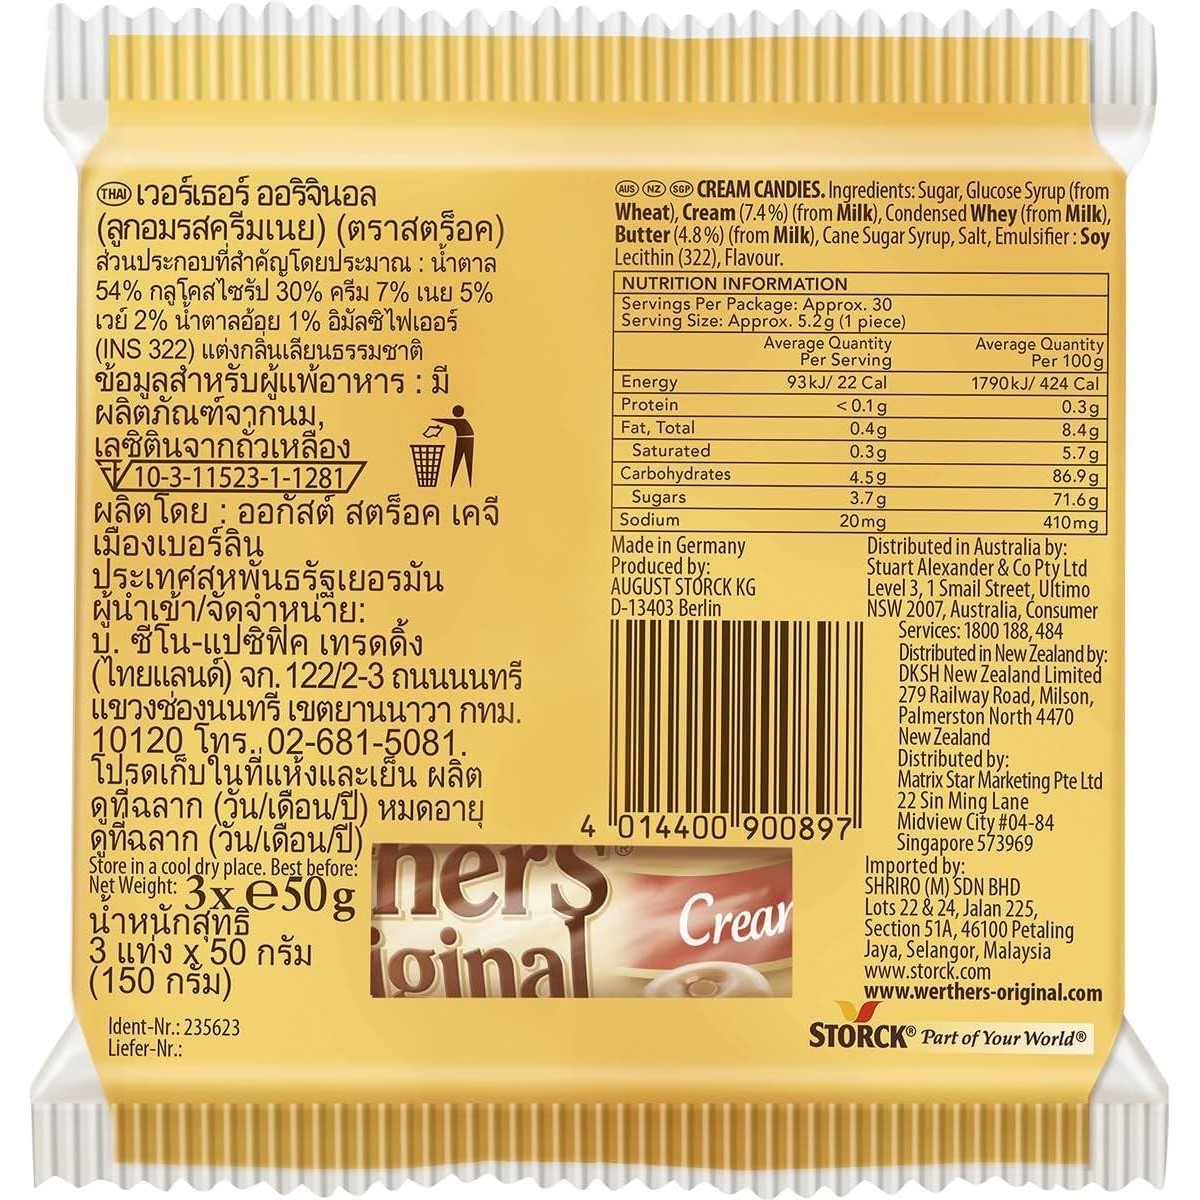 THAI เวอร์เธอร์ ออริจินอล
(ลูกอมรสครีมเนย) (ตราสตร็อค)
ส่วนประกอบที่สำคัญโดยประมาณ : น้ำตาล
54% กลูโคสไซรัป 30% ครีม 7% เนย 5%
เวย์ 2% น้ำตาลอ้อย 1% อิมัลซิไฟเออร์
(INS 322) แต่งกลิ่นเลียนธรรมชาติ
ข้อมูลสำหรับผู้แพ้อาหาร : มี
ผลิตภัณฑ์จากนม,
เลซิตินจากถั่วเหลือง
10-3-11523-1-1281
ผลิตโดย : ออกัสต์ สตร็อค เคจี
เมืองเบอร์ลิน
ประเทศสหพันธรัฐเยอรมัน
ผู้นำเข้า/จัดจำหน่าย:
บ. ซีโน-แปซิฟิค เทรดดิ้ง
(ไทยแลนด์) จก. 122/2-3 ถนนนนทรี
แขวงช่องนนทรี เขตยานนาวา กทม.
10120 โทร. 02-681-5081.
โปรดเก็บในที่แห้งและเย็น ผลิต
ดูที่ฉลาก (วัน/เดือน/ปี) หมดอายุ
ดูที่ฉลาก (วัน/เดือน/ปี)
Store in a cool dry place. Best before:
Net Weight: 3x ℮50g
น้ำหนักสุทธิ
3 แท่ง x 50 กรัม
(150 กรัม)
Ident-Nr.: 235623
Liefer-Nr.:
AUS NZ SGP CREAM CANDIES. Ingredients: Sugar, Glucose Syrup (from
Wheat), Cream (7.4%) (from Milk), Condensed Whey (from Milk),
Butter (4.8%) (from Milk), Cane Sugar Syrup, Salt, Emulsifier : Soy
Lecithin (322), Flavour.
NUTRITION INFORMATION
Servings Per Package: Approx. 30
Serving Size: Approx. 5.2g (1 piece)
Average Quantity Average Quantity
Per Serving Per 100g
Energy 93kJ/ 22 Cal 1790kJ/ 424 Cal
Protein <0.1g 0.3g
Fat, Total 0.4g 8.4g
Saturated 0.3g 5.7g
Carbohydrates 4.5g 86.9g
Sugars 3.7g 71.6g
Sodium 20mg 410mg
Made in Germany
Produced by:
AUGUST STORCK KG
D-13403 Berlin
4 014400 900897
Distributed in Australia by:
Stuart Alexander & Co Pty Ltd
Level 3, 1 Smail Street, Ultimo
NSW 2007, Australia, Consumer
Services: 1800 188, 484
Distributed in New Zealand by:
DKSH New Zealand Limited
279 Railway Road, Milson,
Palmerston North 4470
New Zealand
Distributed by:
Matrix Star Marketing Pte Ltd
22 Sin Ming Lane
Midview City #04-84
Singapore 573969
Imported by:
SHRIRO (M) SDN BHD
Lots 22 & 24, Jalan 225,
Section 51A, 46100 Petaling
Jaya, Selangor, Malaysia
www.storck.com
www.werthers-original.com
STORCK® Part of Your World®
ners®
iginal
Crear